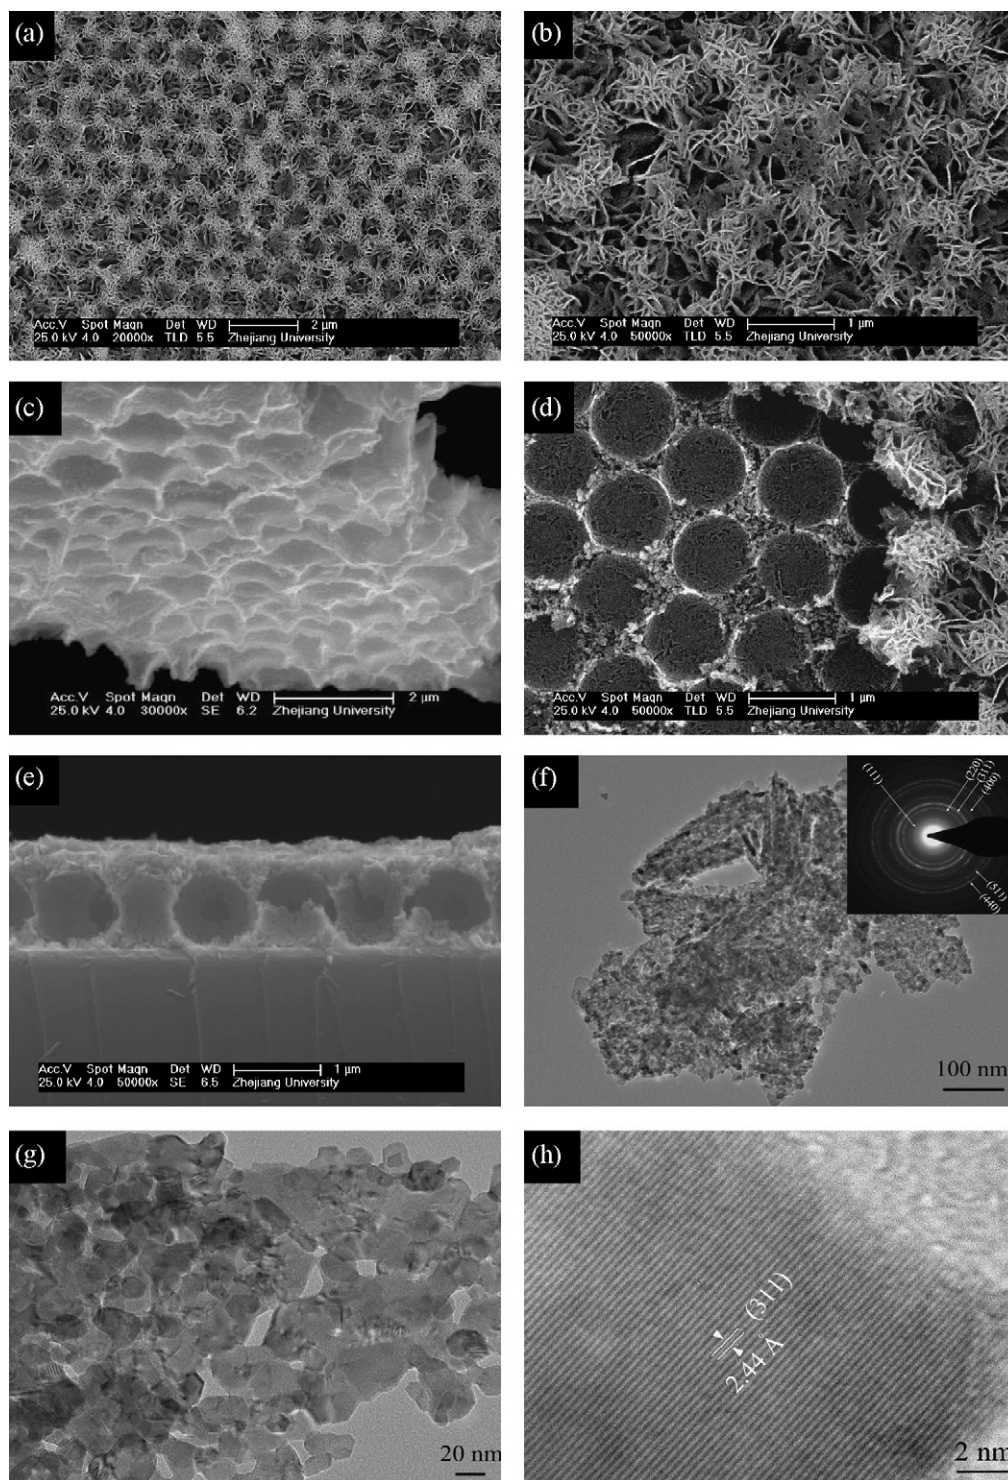 (a)
Acc.V Spot Magn Det WD 2 µm
25.0 kV 4.0 20000x TLD 5.5 Zhejiang University
(b)
Acc.V Spot Magn Det WD 1 µm
25.0 kV 4.0 50000x TLD 5.5 Zhejiang University
(c)
Acc.V Spot Magn Det WD 2 µm
25.0 kV 4.0 30000x SE 6.2 Zhejiang University
(d)
Acc.V Spot Magn Det WD 1 µm
25.0 kV 4.0 50000x TLD 5.5 Zhejiang University
(e)
Acc.V Spot Magn Det WD 1 µm
25.0 kV 4.0 50000x SE 6.5 Zhejiang University
(f)
(111)
(220)
(311)
(400)
(511)
(440)
100 nm
(g)
20 nm
(h)
(311)
2.44 Å
2 nm